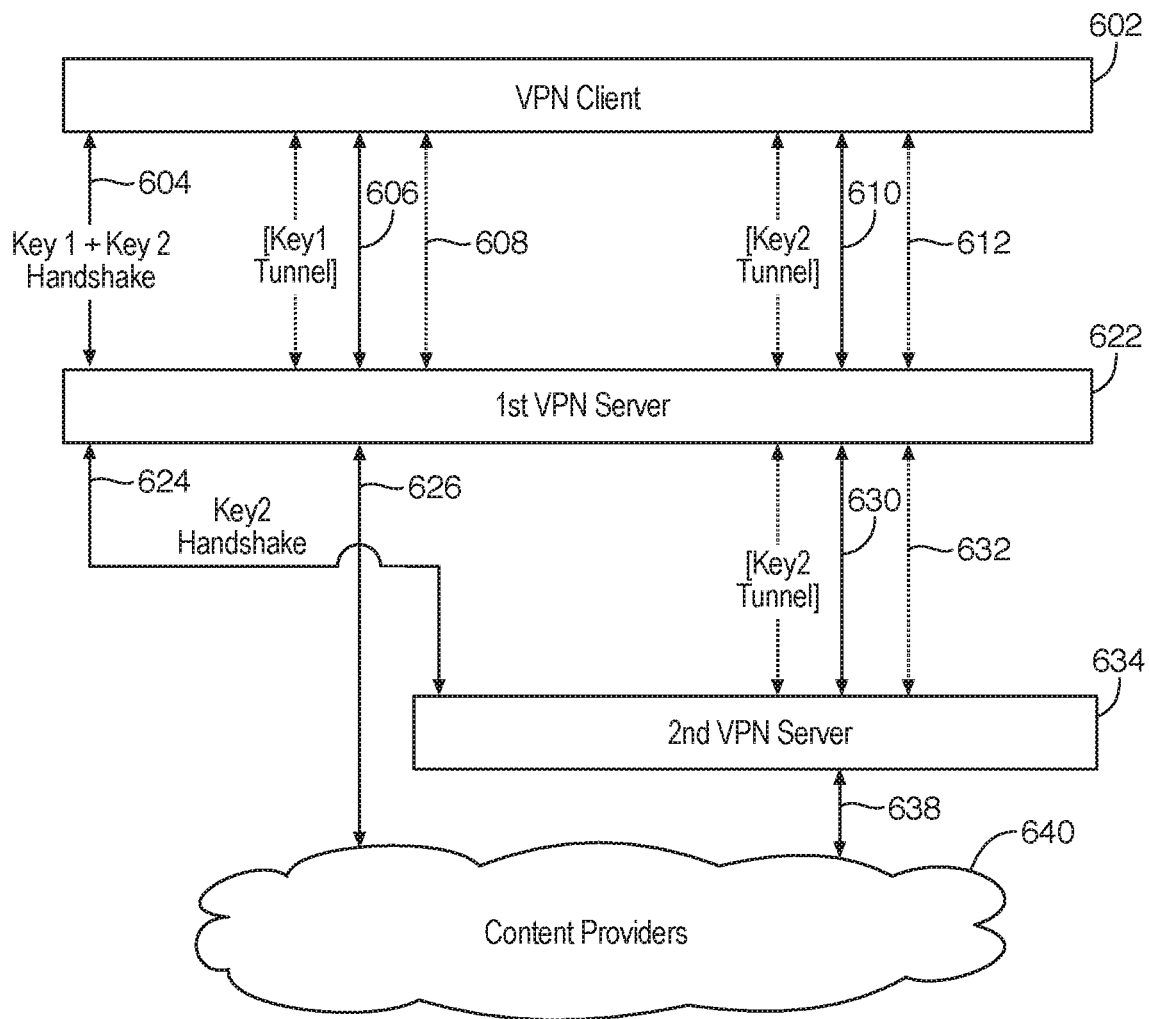 602
VPN Client
604
606
608
610
612
Key 1 + Key 2
Handshake
[Key1
Tunnel]
[Key2
Tunnel]
622
1st VPN Server
624
626
630
632
Key2
Handshake
[Key2
Tunnel]
634
2nd VPN Server
638
640
Content Providers